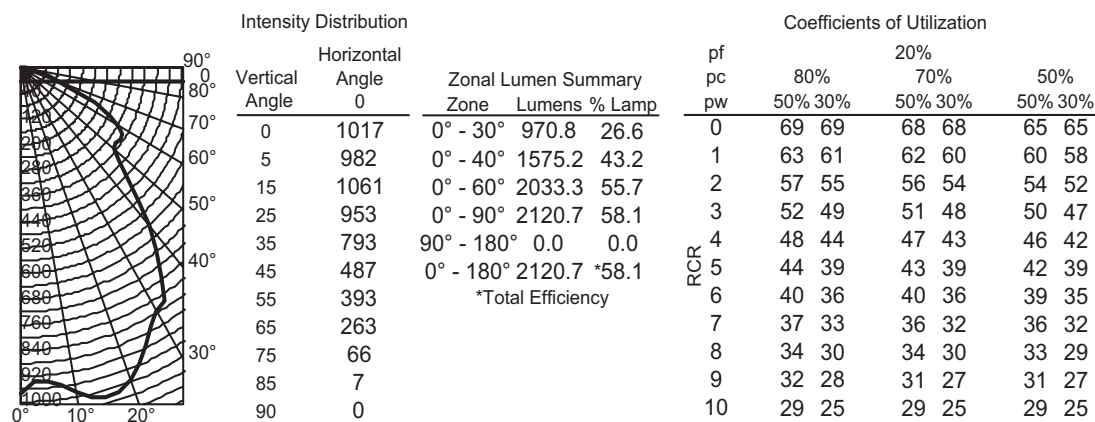 Intensity Distribution
Vertical Angle Horizontal Angle 0
0 1017
5 982
15 1061
25 953
35 793
45 487
55 393
65 263
75 66
85 7
90 0
Zonal Lumen Summary
Zone Lumens % Lamp
0° - 30° 970.8 26.6
0° - 40° 1575.2 43.2
0° - 60° 2033.3 55.7
0° - 90° 2120.7 58.1
90° - 180° 0.0 0.0
0° - 180° 2120.7 *58.1
*Total Efficiency
Coefficients of Utilization
pf 20%
pc 80% 70% 50%
pw 50% 30% 50% 30% 50% 30%
RCR
0 69 69 68 68 65 65
1 63 61 62 60 60 58
2 57 55 56 54 54 52
3 52 49 51 48 50 47
4 48 44 47 43 46 42
5 44 39 43 39 42 39
6 40 36 40 36 39 35
7 37 33 36 32 36 32
8 34 30 34 30 33 29
9 32 28 31 27 31 27
10 29 25 29 25 29 25
90°
0
80°
70°
60°
50°
40°
30°
120
200
280
360
440
520
600
680
760
840
920
1000
0° 10° 20°